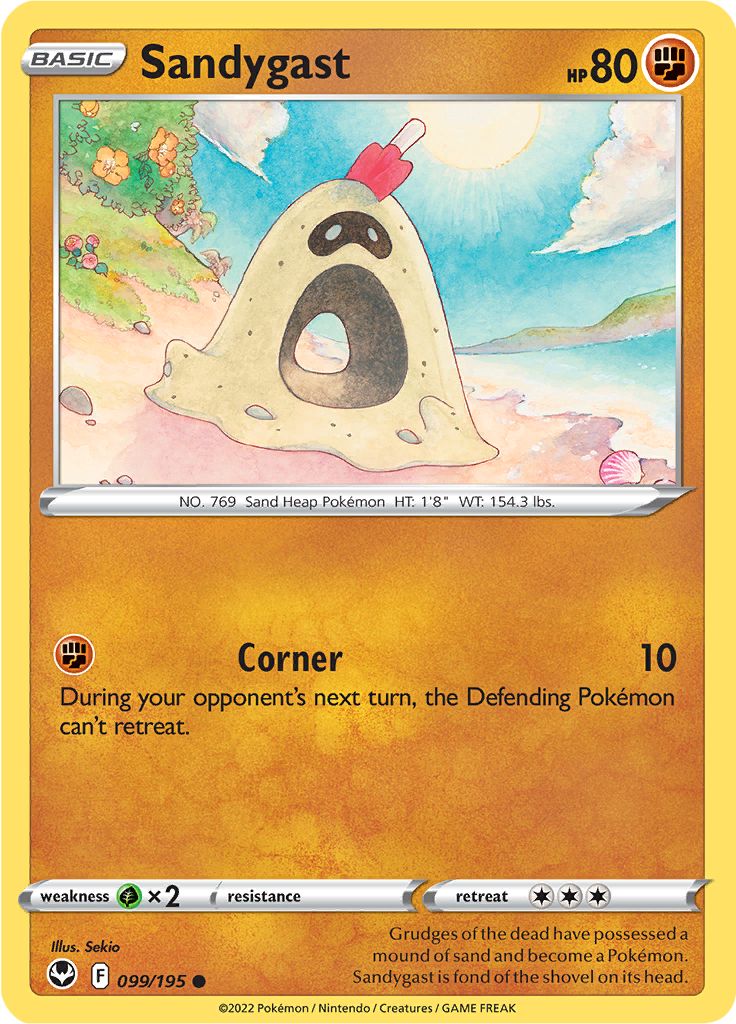 BASIC
Sandygast
HP 80
NO. 769 Sand Heap Pokémon HT: 1'8" WT: 154.3 lbs.
Corner 10
During your opponent's next turn, the Defending Pokémon
can't retreat.
weakness ×2 resistance retreat
Illus. Sekio
F 099/195
Grudges of the dead have possessed a
mound of sand and become a Pokémon.
Sandygast is fond of the shovel on its head.
©2022 Pokémon / Nintendo / Creatures / GAME FREAK